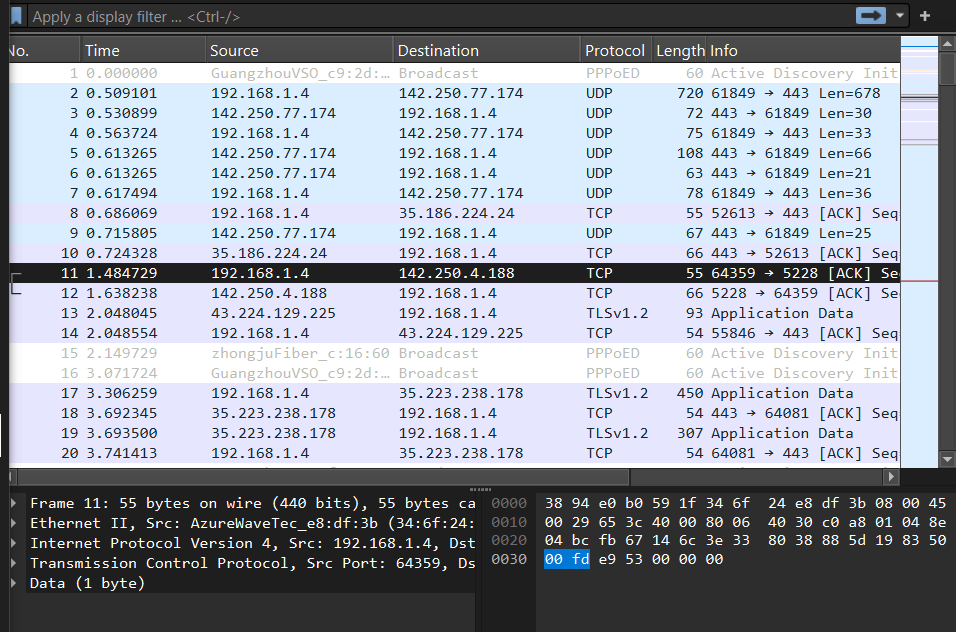 Apply a display filter ... <Ctrl-/>
No. Time Source Destination Protocol Length Info
1 0.000000 GuangzhouVSO_c9:2d:… Broadcast PPPoED 60 Active Discovery Init
2 0.509101 192.168.1.4 142.250.77.174 UDP 720 61849 → 443 Len=678
3 0.530899 142.250.77.174 192.168.1.4 UDP 72 443 → 61849 Len=30
4 0.563724 192.168.1.4 142.250.77.174 UDP 75 61849 → 443 Len=33
5 0.613265 142.250.77.174 192.168.1.4 UDP 108 443 → 61849 Len=66
6 0.613265 142.250.77.174 192.168.1.4 UDP 63 443 → 61849 Len=21
7 0.617494 192.168.1.4 142.250.77.174 UDP 78 61849 → 443 Len=36
8 0.686069 192.168.1.4 35.186.224.24 TCP 55 52613 → 443 [ACK] Seq
9 0.715805 142.250.77.174 192.168.1.4 UDP 67 443 → 61849 Len=25
10 0.724328 35.186.224.24 192.168.1.4 TCP 66 443 → 52613 [ACK] Seq
11 1.484729 192.168.1.4 142.250.4.188 TCP 55 64359 → 5228 [ACK] Se
12 1.638238 142.250.4.188 192.168.1.4 TCP 66 5228 → 64359 [ACK] Se
13 2.048045 43.224.129.225 192.168.1.4 TLSv1.2 93 Application Data
14 2.048554 192.168.1.4 43.224.129.225 TCP 54 55846 → 443 [ACK] Seq
15 2.149729 zhongjuFiber_c:16:60 Broadcast PPPoED 60 Active Discovery Init
16 3.071724 GuangzhouVSO_c9:2d:… Broadcast PPPoED 60 Active Discovery Init
17 3.306259 192.168.1.4 35.223.238.178 TLSv1.2 450 Application Data
18 3.692345 35.223.238.178 192.168.1.4 TCP 54 443 → 64081 [ACK] Seq
19 3.693500 35.223.238.178 192.168.1.4 TLSv1.2 307 Application Data
20 3.741413 192.168.1.4 35.223.238.178 TCP 54 64081 → 443 [ACK] Seq
Frame 11: 55 bytes on wire (440 bits), 55 bytes ca
Ethernet II, Src: AzureWaveTec_e8:df:3b (34:6f:24:
Internet Protocol Version 4, Src: 192.168.1.4, Dst
Transmission Control Protocol, Src Port: 64359, Ds
Data (1 byte)
0000 38 94 e0 b0 59 1f 34 6f 24 e8 df 3b 08 00 45
0010 00 29 65 3c 40 00 80 06 40 30 c0 a8 01 04 8e
0020 04 bc fb 67 14 6c 3e 33 80 38 88 5d 19 83 50
0030 00 fd e9 53 00 00 00